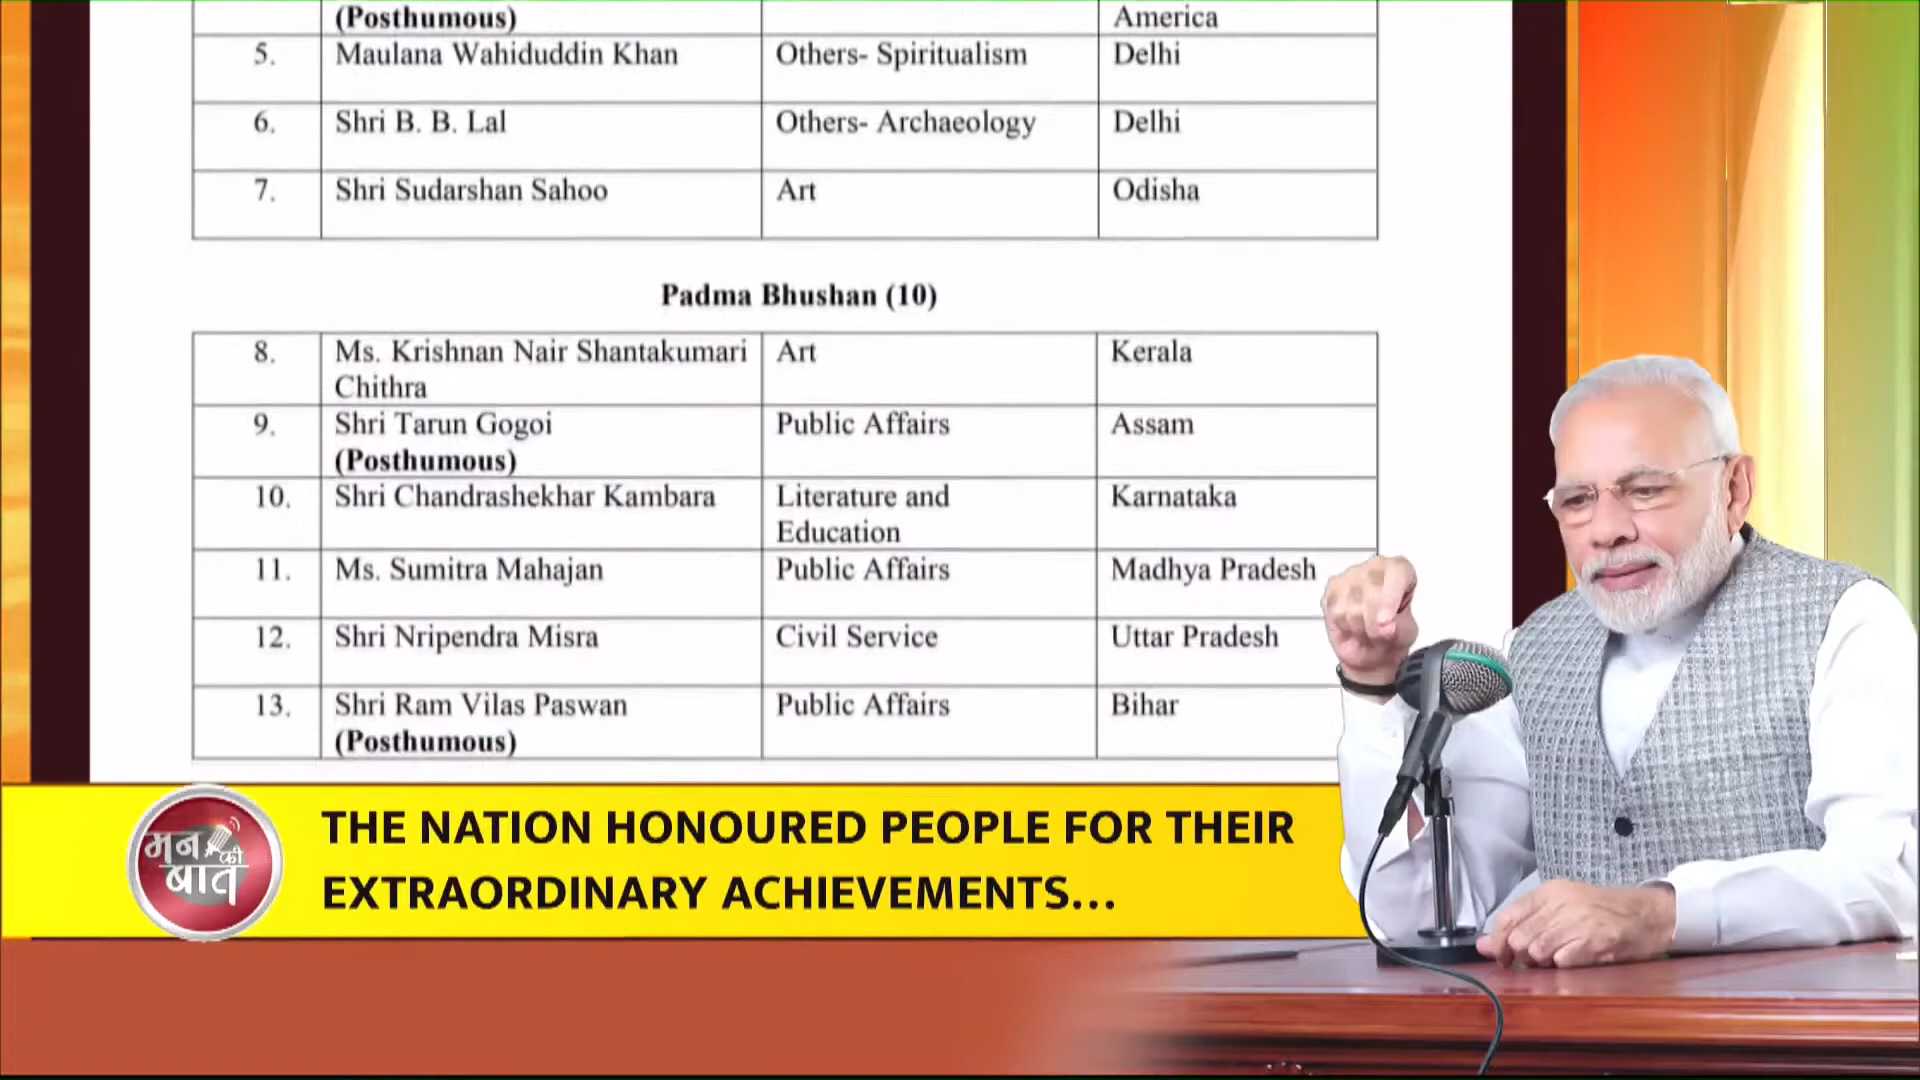 (Posthumous) America
5. Maulana Wahiduddin Khan Others- Spiritualism Delhi
6. Shri B. B. Lal Others- Archaeology Delhi
7. Shri Sudarshan Sahoo Art Odisha
Padma Bhushan (10)
8. Ms. Krishnan Nair Shantakumari Art Kerala
Chithra
9. Shri Tarun Gogoi Public Affairs Assam
(Posthumous)
10. Shri Chandrashekhar Kambara Literature and Karnataka
Education
11. Ms. Sumitra Mahajan Public Affairs Madhya Pradesh
12. Shri Nripendra Misra Civil Service Uttar Pradesh
13. Shri Ram Vilas Paswan Public Affairs Bihar
(Posthumous)
मन की
बात
THE NATION HONOURED PEOPLE FOR THEIR
EXTRAORDINARY ACHIEVEMENTS...